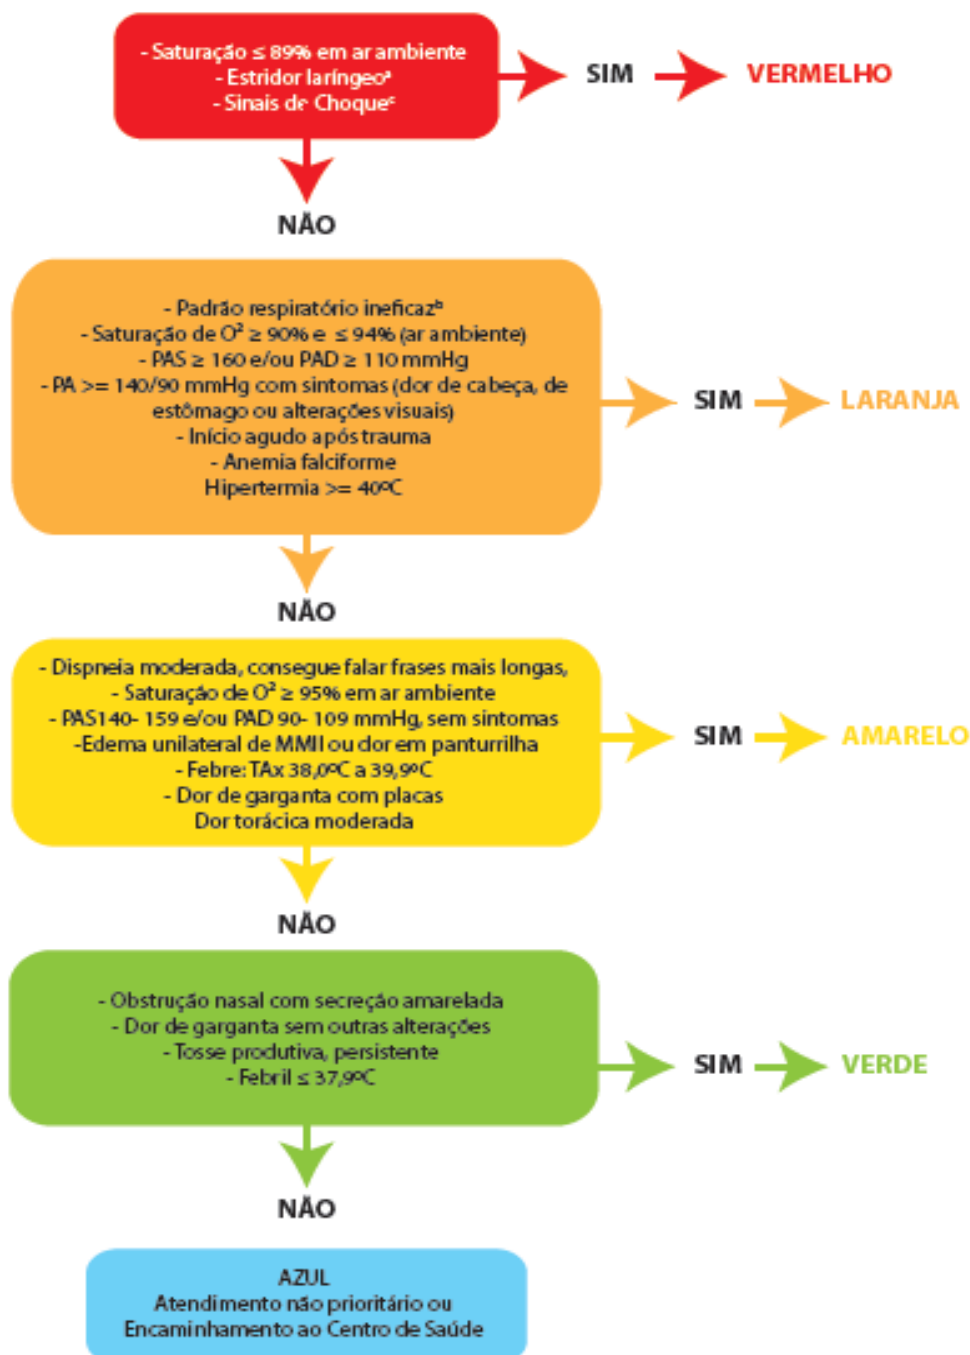 - Saturação ≤ 89% em ar ambiente
- Estridor laríngeoª
- Sinais de Choqueᶜ
SIM
VERMELHO
NÃO
- Padrão respiratório ineficazᵇ
- Saturação de O² ≥ 90% e ≤ 94% (ar ambiente)
- PAS ≥ 160 e/ou PAD ≥ 110 mmHg
- PA >= 140/90 mmHg com sintomas (dor de cabeça, de
estômago ou alterações visuais)
- Início agudo após trauma
- Anemia falciforme
Hipertermia >= 40ºC
SIM
LARANJA
NÃO
- Dispneia moderada, consegue falar frases mais longas,
- Saturação de O² ≥ 95% em ar ambiente
- PAS140- 159 e/ou PAD 90- 109 mmHg, sem sintomas
-Edema unilateral de MMII ou dor em panturrilha
- Febre: TAx 38,0ºC a 39,9ºC
- Dor de garganta com placas
Dor torácica moderada
SIM
AMARELO
NÃO
- Obstrução nasal com secreção amarelada
- Dor de garganta sem outras alterações
- Tosse produtiva, persistente
- Febril ≤ 37,9ºC
SIM
VERDE
NÃO
AZUL
Atendimento não prioritário ou
Encaminhamento ao Centro de Saúde